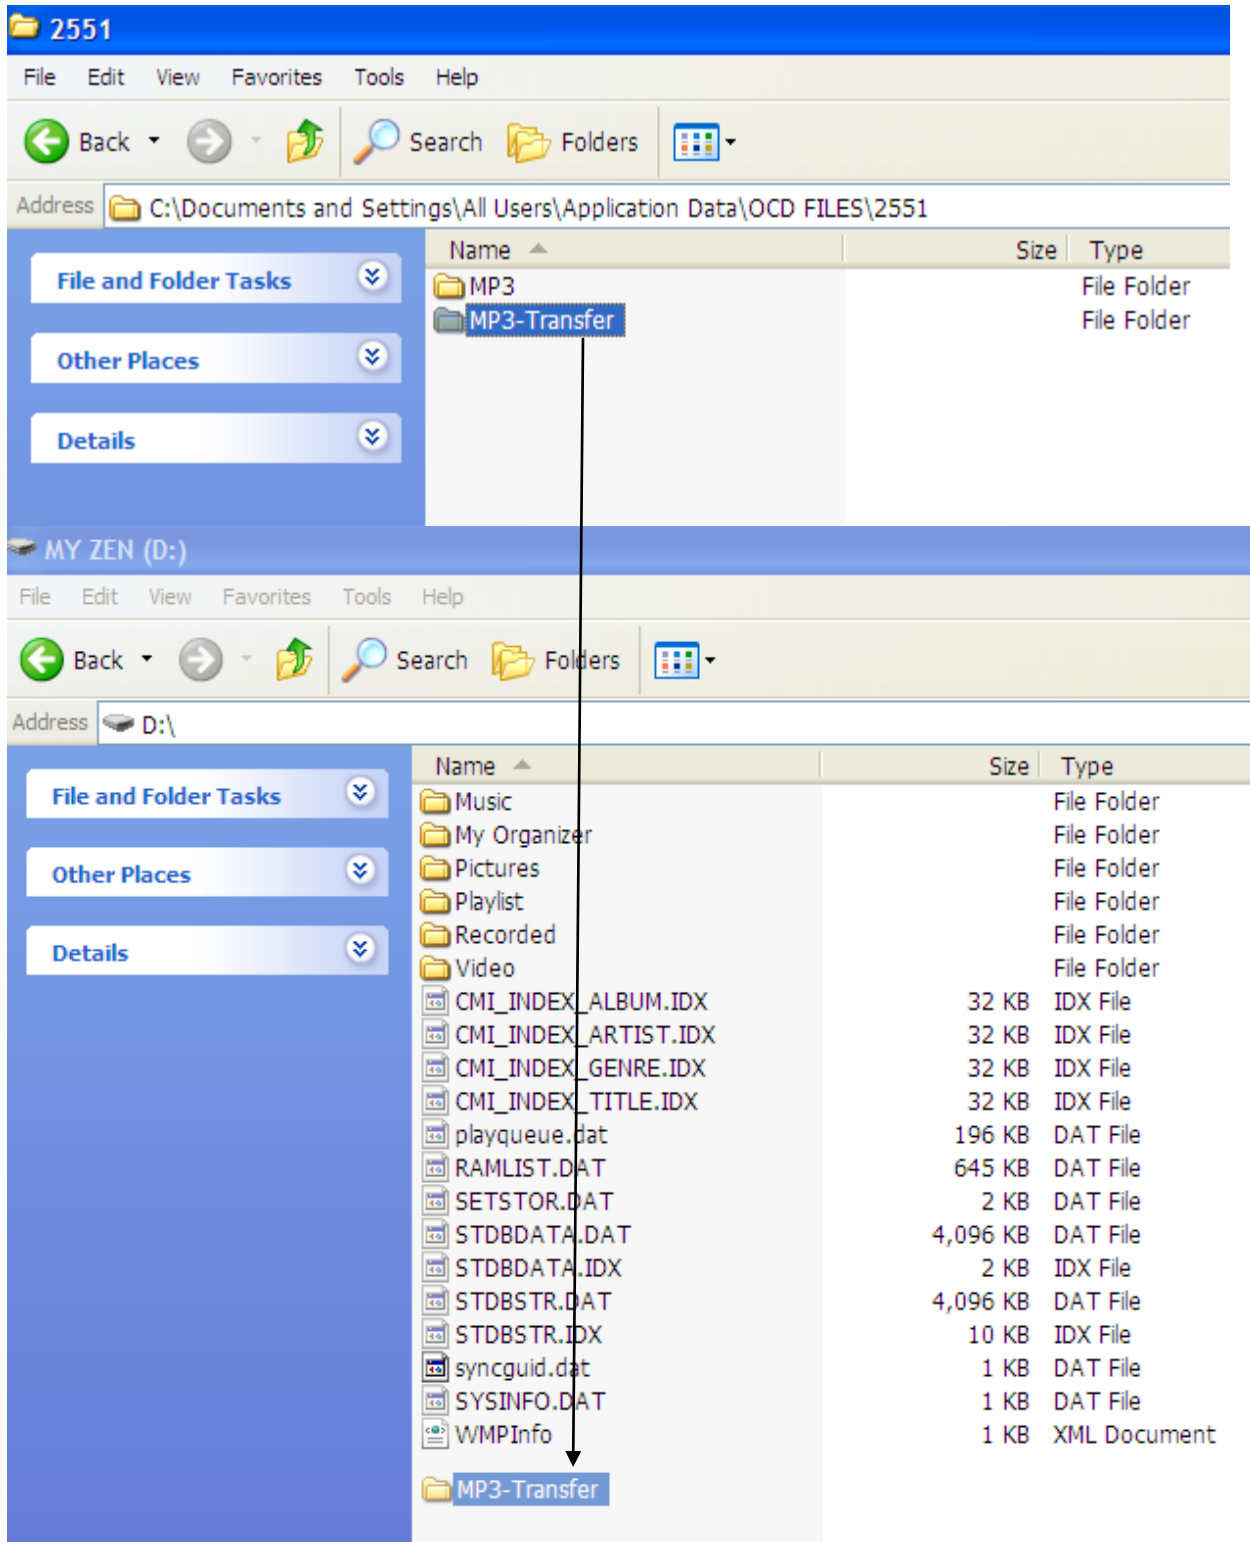 2551
File Edit View Favorites Tools Help
Back Search Folders
Address C:\Documents and Settings\All Users\Application Data\OCD FILES\2551
Name Size Type
File and Folder Tasks
MP3 File Folder
MP3-Transfer File Folder
Other Places
Details
MY ZEN (D:)
File Edit View Favorites Tools Help
Back Search Folders
Address D:\
Name Size Type
File and Folder Tasks
Other Places
Details
Music File Folder
My Organizer File Folder
Pictures File Folder
Playlist File Folder
Recorded File Folder
Video File Folder
CMI_INDEX_ALBUM.IDX 32 KB IDX File
CMI_INDEX_ARTIST.IDX 32 KB IDX File
CMI_INDEX_GENRE.IDX 32 KB IDX File
CMI_INDEX_TITLE.IDX 32 KB IDX File
playqueue.dat 196 KB DAT File
RAMLIST.DAT 645 KB DAT File
SETSTOR.DAT 2 KB DAT File
STDBDATA.DAT 4,096 KB DAT File
STDBDATA.IDX 2 KB IDX File
STDBSTR.DAT 4,096 KB DAT File
STDBSTR.IDX 10 KB IDX File
syncguid.dat 1 KB DAT File
SYSINFO.DAT 1 KB DAT File
WMPInfo 1 KB XML Document
MP3-Transfer